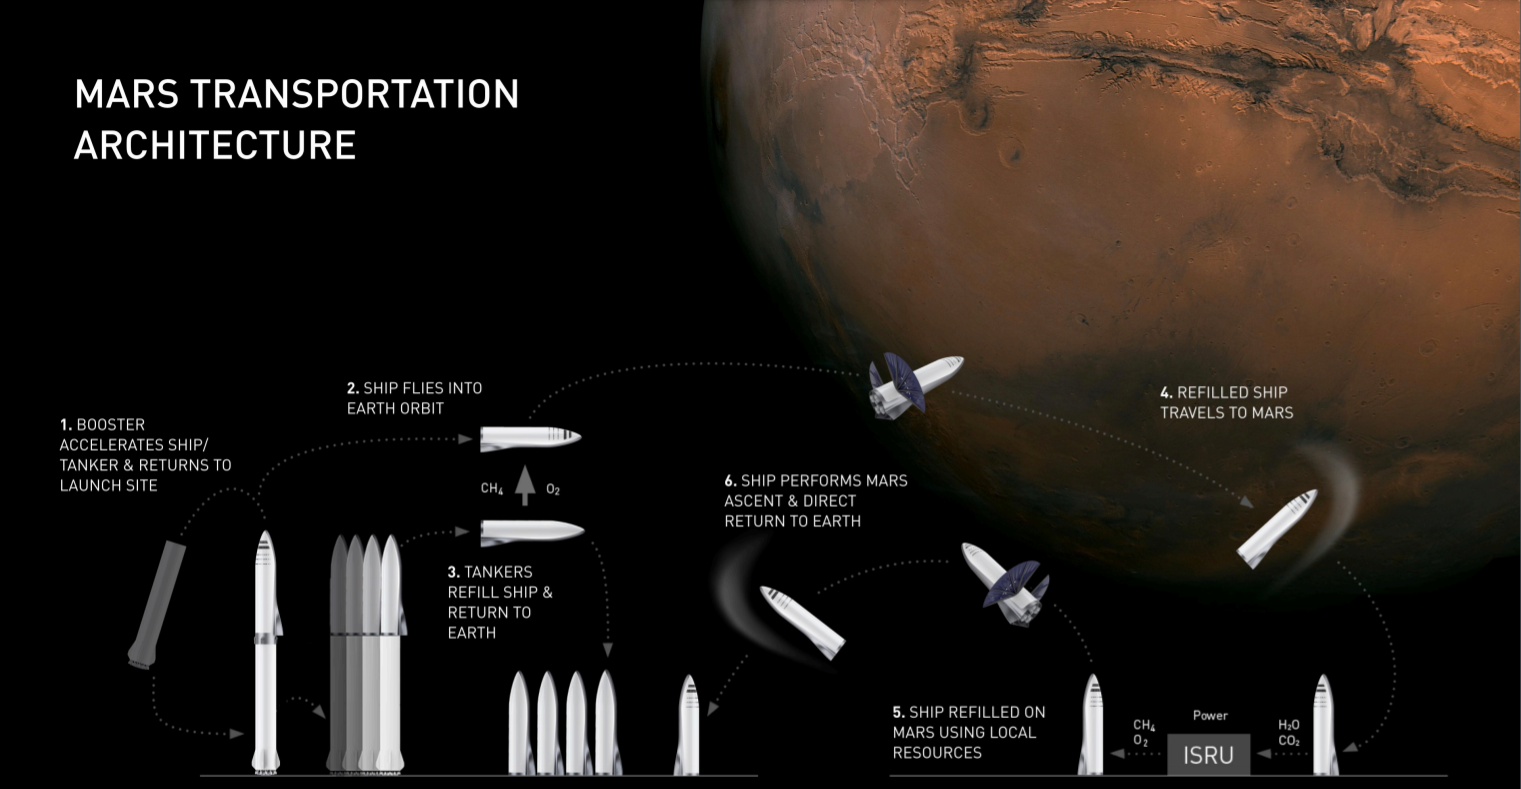 MARS TRANSPORTATION
ARCHITECTURE
1. BOOSTER
ACCELERATES SHIP/
TANKER & RETURNS TO
LAUNCH SITE
2. SHIP FLIES INTO
EARTH ORBIT
CH₄ O₂
3. TANKERS
REFILL SHIP &
RETURN TO
EARTH
4. REFILLED SHIP
TRAVELS TO MARS
5. SHIP REFILLED ON
MARS USING LOCAL
RESOURCES
CH₄
O₂
Power
ISRU
H₂O
CO₂
6. SHIP PERFORMS MARS
ASCENT & DIRECT
RETURN TO EARTH